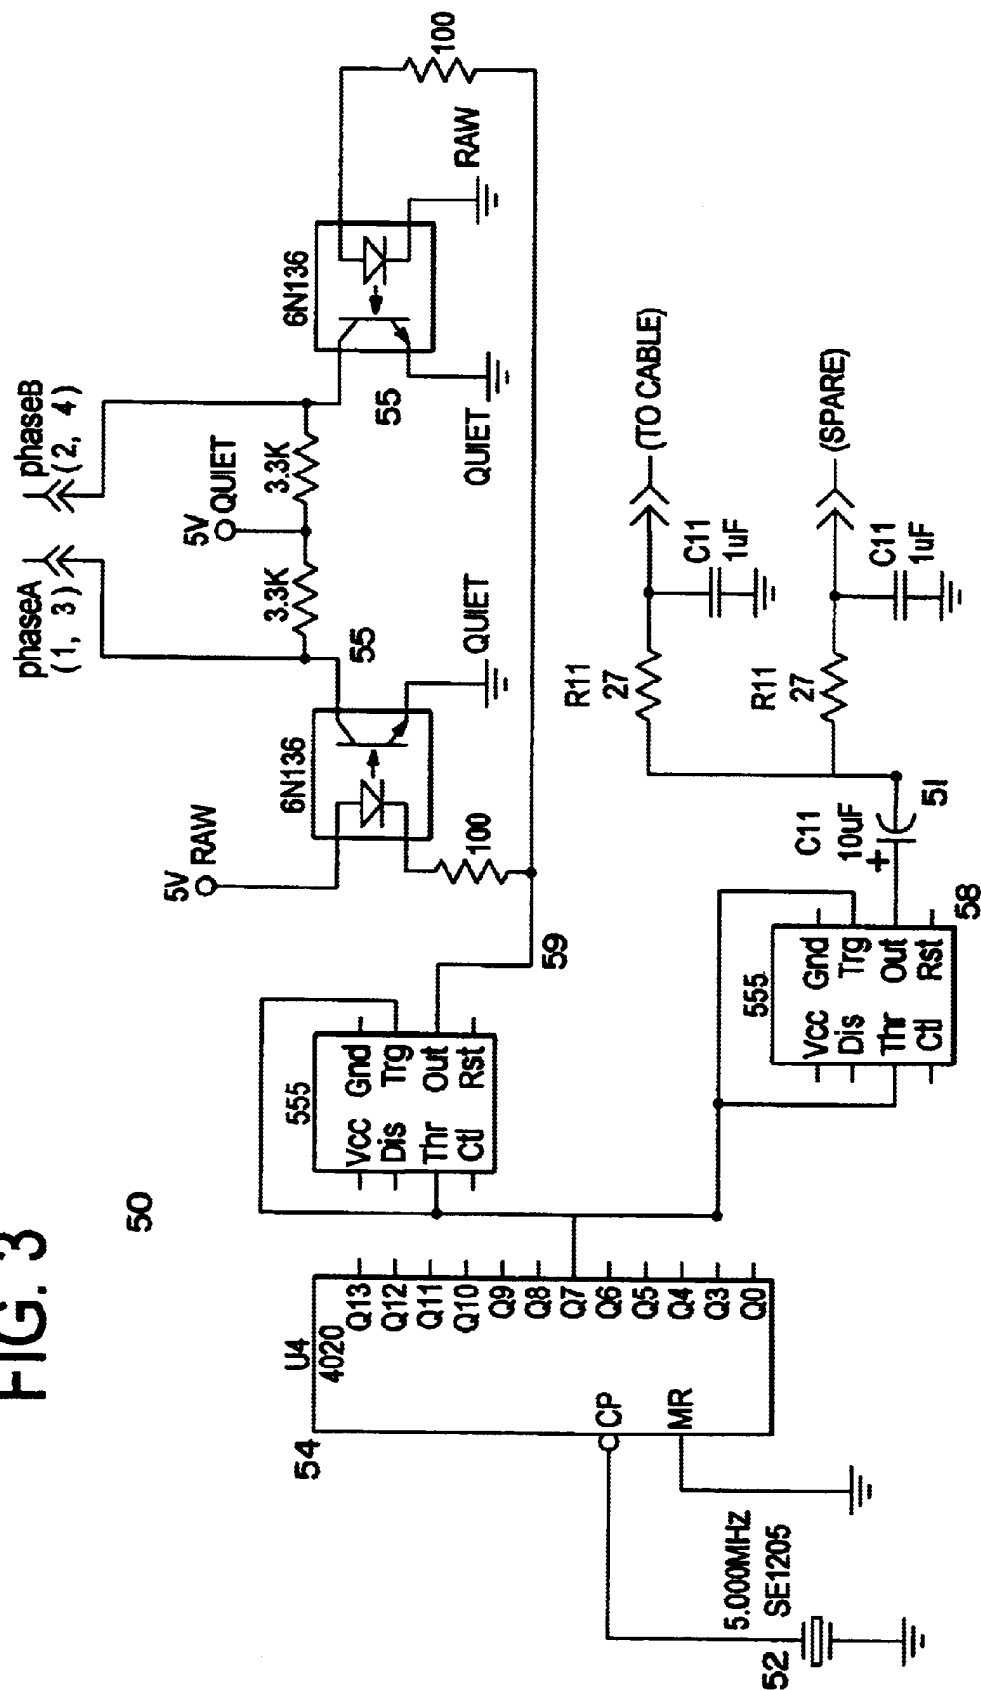 FIG. 3
50
54
U4
4020
Q13
Q12
Q11
Q10
Q9
Q8
Q7
Q6
Q5
Q4
Q3
Q0
CP
MR
5.000MHZ
SE1205
52
555
Vcc Gnd
Dis Trg
Thr Out
Ctl Rst
59
555
Vcc Gnd
Dis Trg
Thr Out
Ctl Rst
58
5V
RAW
6N136
100
55
QUIET
phaseA
(1, 3)
3.3K
5V
QUIET
3.3K
phaseB
(2, 4)
6N136
55
QUIET
RAW
100
C11
10uF
+
51
R11
27
C11
1uF
(TO CABLE)
R11
27
C11
1uF
(SPARE)